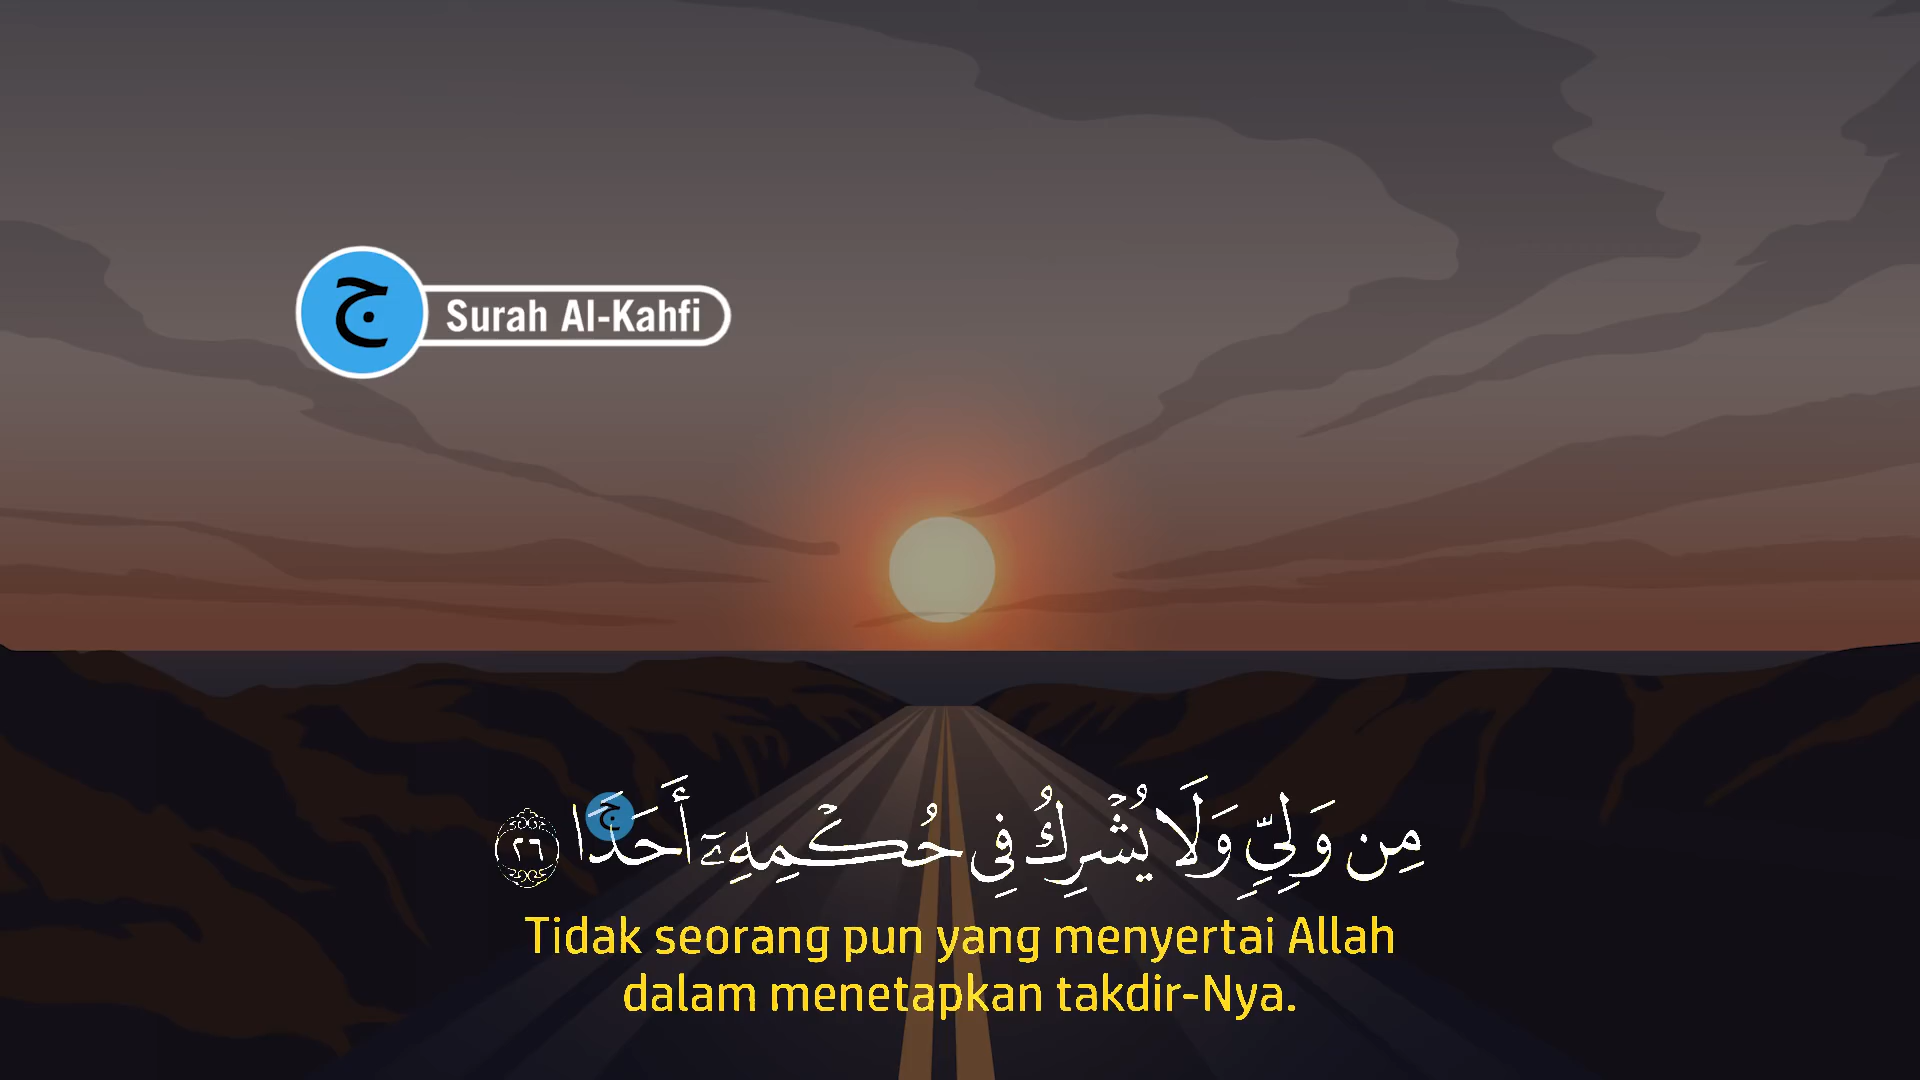 ج
Surah Al-Kahfi
مِن وَلِيٍّ وَلَا يُشْرِكُ فِى حُكْمِهِۦٓ أَحَدًا ٢٦
ج
Tidak seorang pun yang menyertai Allah
dalam menetapkan takdir-Nya.